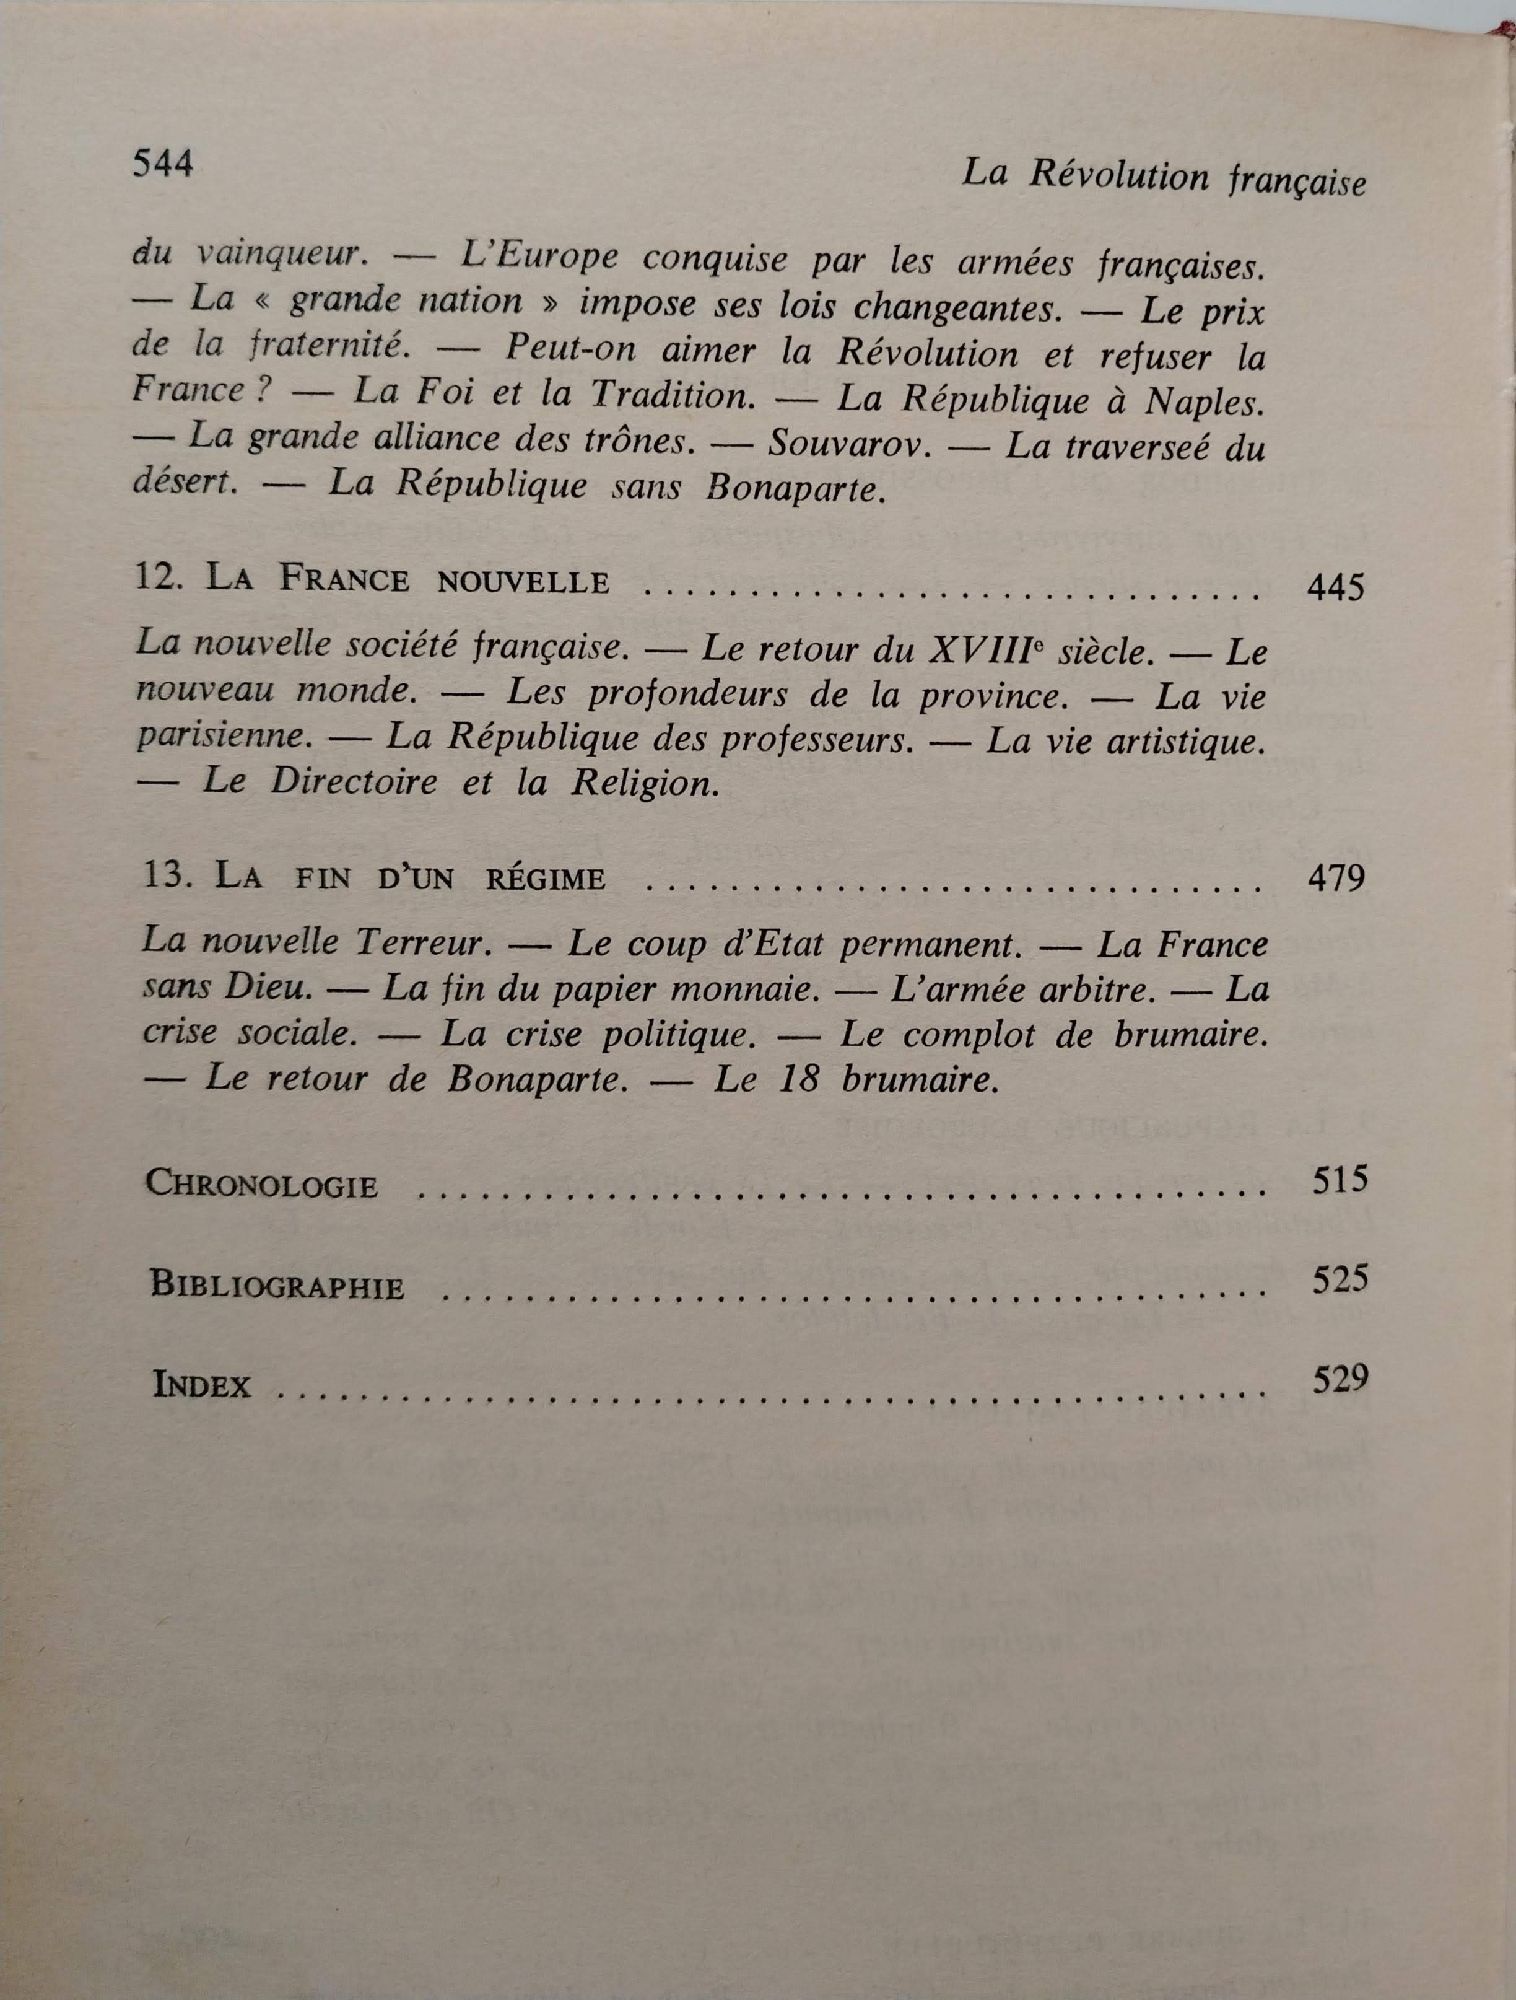 544
La Révolution française
du vainqueur. — L'Europe conquise par les armées françaises.
— La « grande nation » impose ses lois changeantes. — Le prix
de la fraternité. — Peut-on aimer la Révolution et refuser la
France ? — La Foi et la Tradition. — La République à Naples.
— La grande alliance des trônes. — Souvarov. — La traverseé du
désert. — La République sans Bonaparte.
12. LA FRANCE NOUVELLE .............................. 445
La nouvelle société française. — Le retour du XVIIIe siècle. — Le
nouveau monde. — Les profondeurs de la province. — La vie
parisienne. — La République des professeurs. — La vie artistique.
— Le Directoire et la Religion.
13. LA FIN D'UN RÉGIME .............................. 479
La nouvelle Terreur. — Le coup d'Etat permanent. — La France
sans Dieu. — La fin du papier monnaie. — L'armée arbitre. — La
crise sociale. — La crise politique. — Le complot de brumaire.
— Le retour de Bonaparte. — Le 18 brumaire.
CHRONOLOGIE ......................................... 515
BIBLIOGRAPHIE ........................................ 525
INDEX ................................................ 529